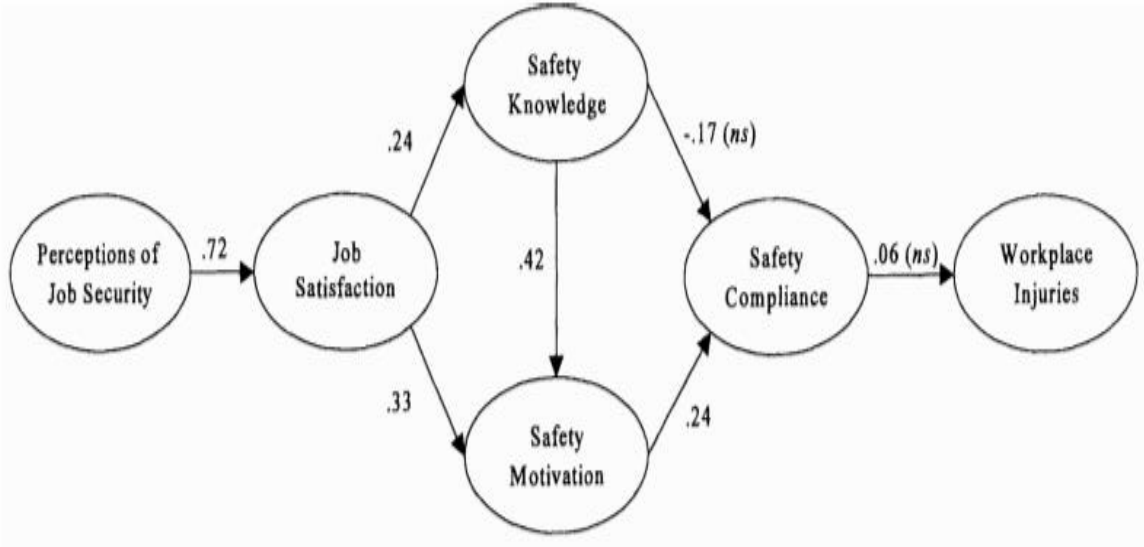 Safety
Knowledge
.24
-.17 (ns)
Perceptions of
Job Security
.72
Job
Satisfaction
.42
Safety
Compliance
.06 (ns)
Workplace
Injuries
.33
.24
Safety
Motivation